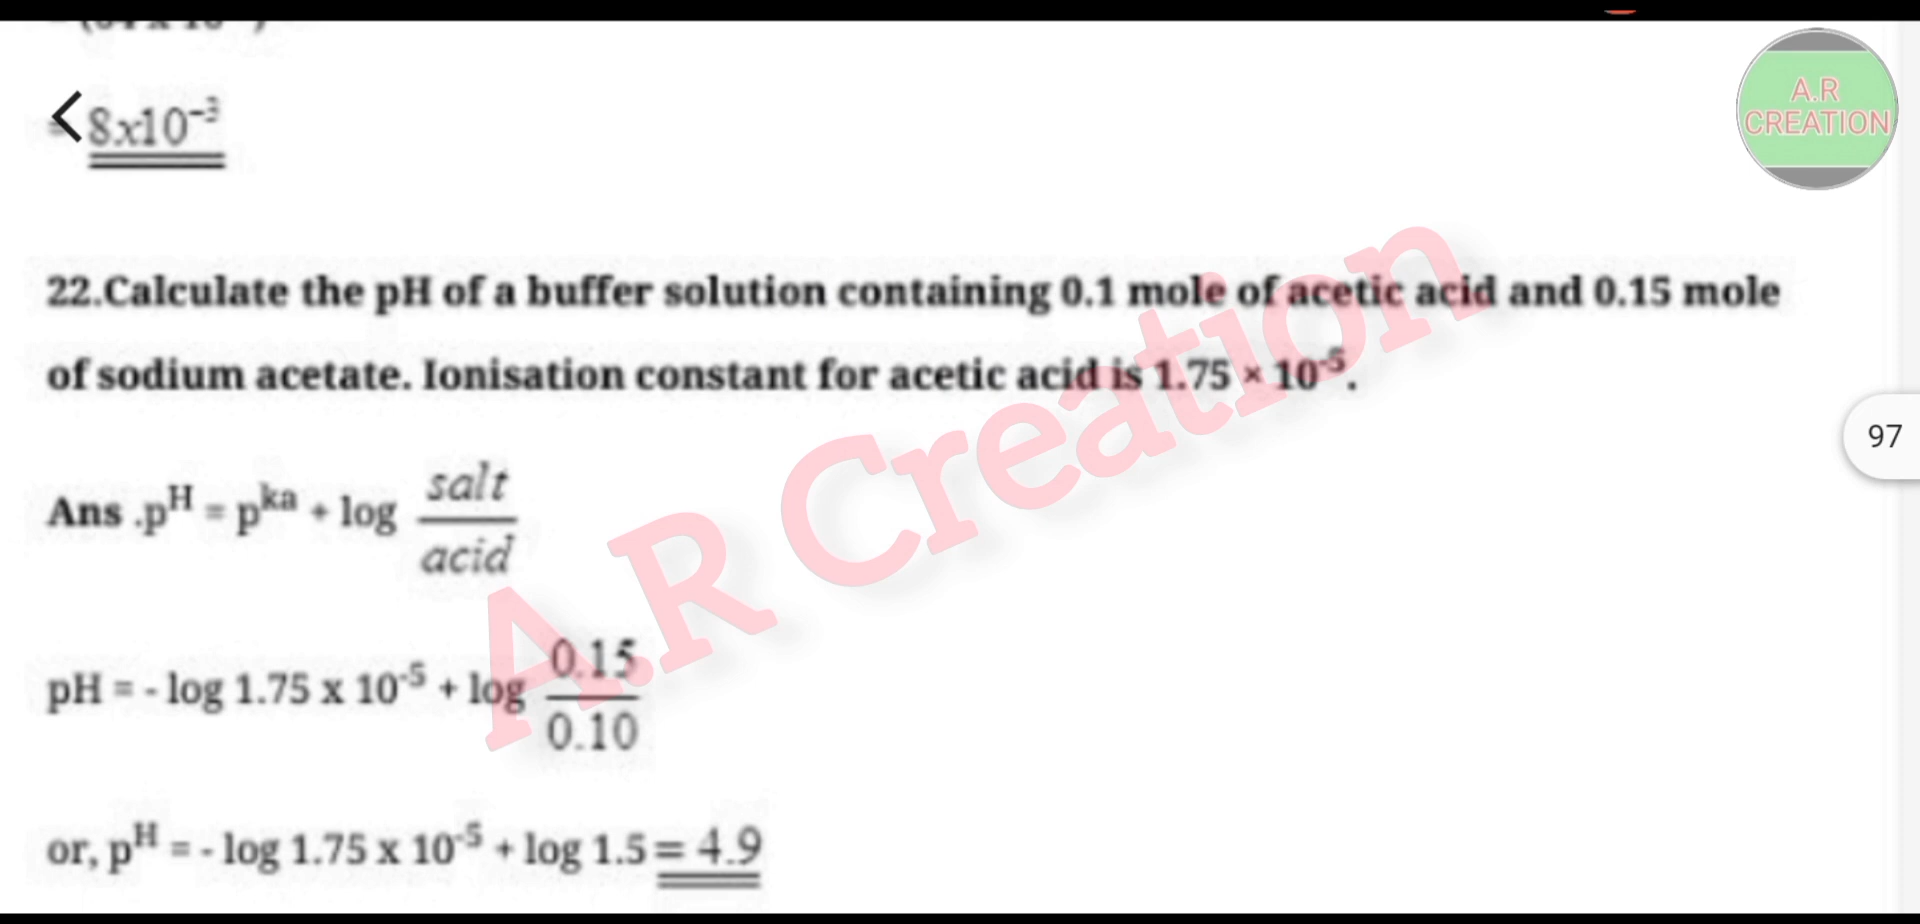 8x10⁻³
A.R
CREATION
22.Calculate the pH of a buffer solution containing 0.1 mole of acetic acid and 0.15 mole
of sodium acetate. Ionisation constant for acetic acid is 1.75 × 10⁻⁵.
97
Ans .pᴴ = pᵏᵃ + log salt/acid
A.R Creation
pH = - log 1.75 x 10⁻⁵ + log 0.15/0.10
or, pᴴ = - log 1.75 x 10⁻⁵ + log 1.5 = 4.9